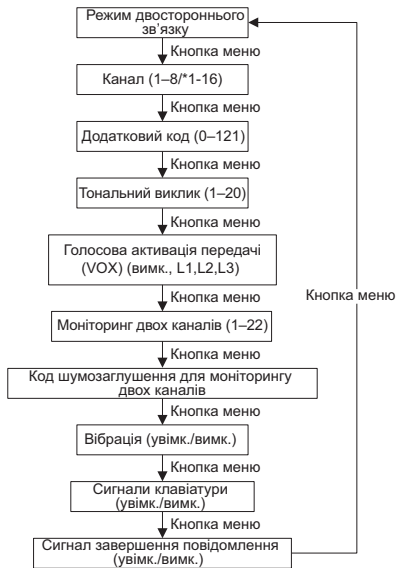 Режим двостороннього
зв’язку
Кнопка меню
Канал (1–8/*1-16)
Кнопка меню
Додатковий код (0–121)
Кнопка меню
Тональний виклик (1–20)
Кнопка меню
Голосова активація передачі
(VOX) (вимк., L1,L2,L3)
Кнопка меню
Кнопка меню
Моніторинг двох каналів (1–22)
Кнопка меню
Код шумозаглушення для моніторингу
двох каналів
Кнопка меню
Вібрація (увімк./вимк.)
Кнопка меню
Сигнали клавіатури
(увімк./вимк.)
Кнопка меню
Сигнал завершення повідомлення
(увімк./вимк.)